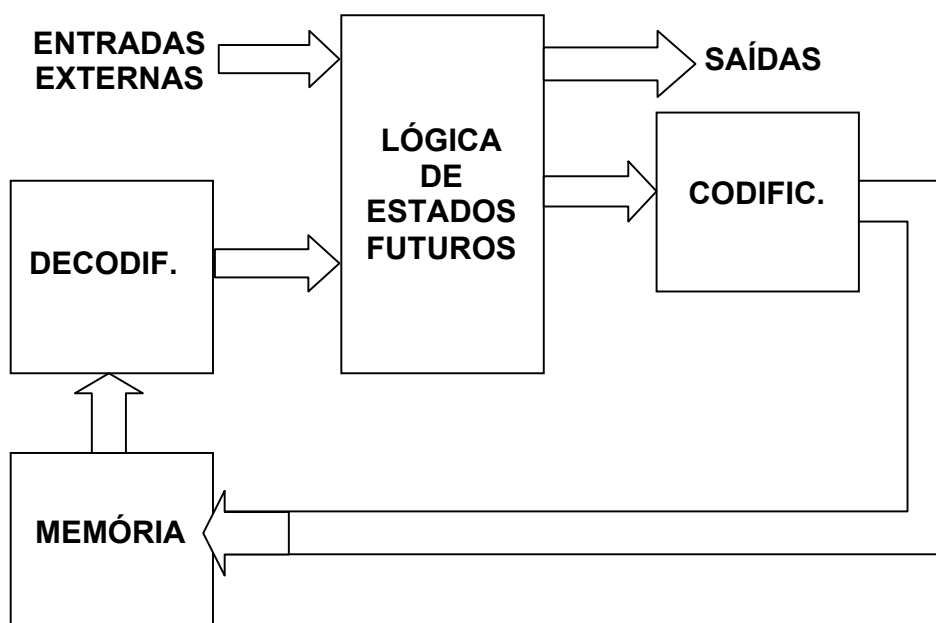 ENTRADAS
EXTERNAS
SAÍDAS
LÓGICA
DE
ESTADOS
FUTUROS
CODIFIC.
DECODIF.
MEMÓRIA